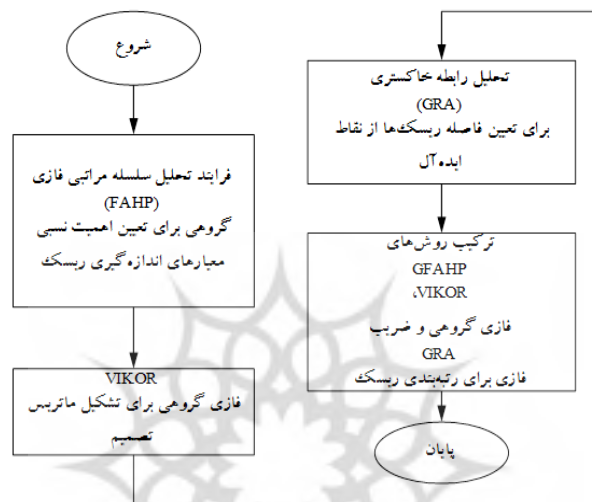 شروع
فرایند تحلیل سلسله مراتبی فازی
(FAHP)
گروهی برای تعیین اهمیت نسبی
معیارهای اندازه‌گیری ریسک
VIKOR
فازی گروهی برای تشکیل ماتریس
تصمیم
تحلیل رابطه خاکستری
(GRA)
برای تعیین فاصله ریسک‌ها از نقاط
ایده‌آل
ترکیب روش‌های
GFAHP
،VIKOR
فازی گروهی و ضریب
GRA
فازی برای رتبه‌بندی ریسک
پایان